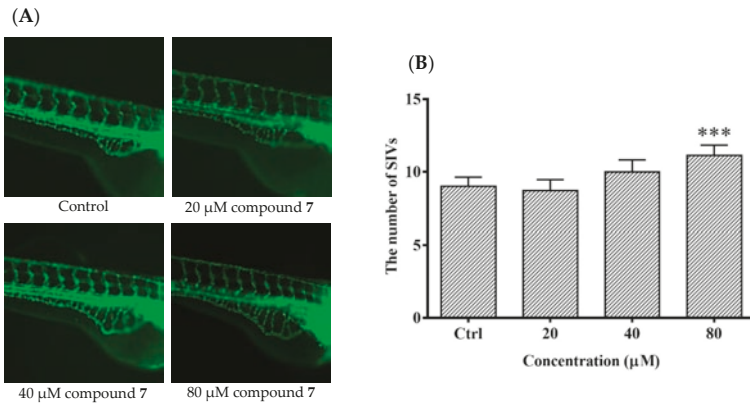 (A)
Control
20 µM compound 7
40 µM compound 7
80 µM compound 7
(B)
The number of SIVs
15
10
5
0
***
Ctrl 20 40 80
Concentration (µM)